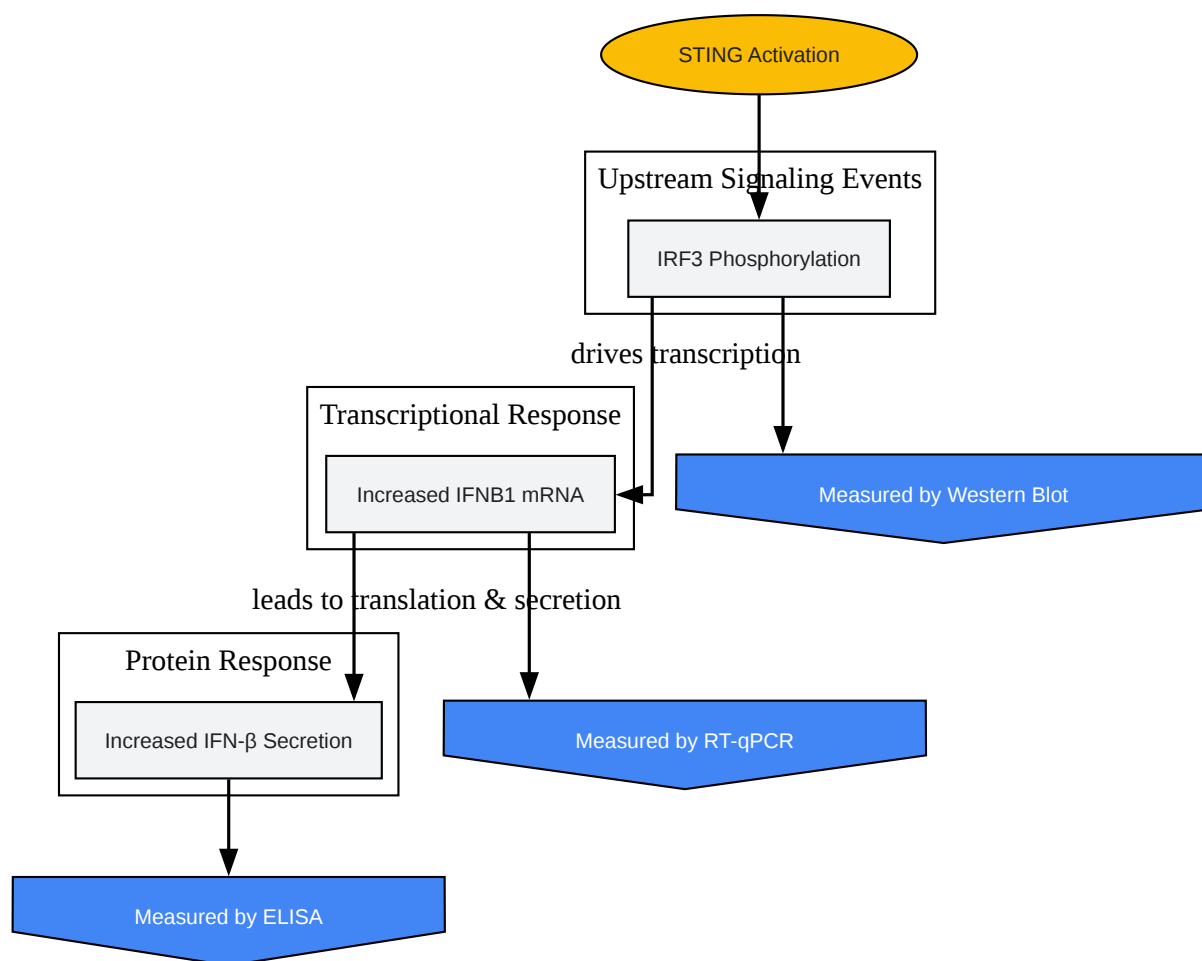 STING Activation
Upstream Signaling Events
IRF3 Phosphorylation
drives transcription
Transcriptional Response
Increased IFNB1 mRNA
Measured by Western Blot
leads to translation & secretion
Protein Response
Increased IFN-β Secretion
Measured by RT-qPCR
Measured by ELISA